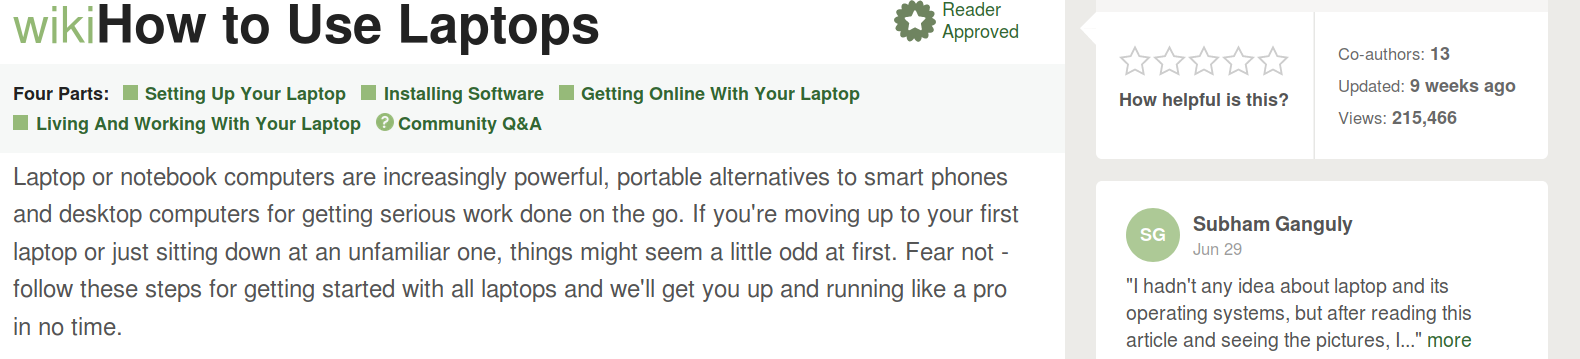 wikiHow to Use Laptops
Reader
Approved
Four Parts: Setting Up Your Laptop Installing Software Getting Online With Your Laptop
Living And Working With Your Laptop ? Community Q&A
Laptop or notebook computers are increasingly powerful, portable alternatives to smart phones
and desktop computers for getting serious work done on the go. If you're moving up to your first
laptop or just sitting down at an unfamiliar one, things might seem a little odd at first. Fear not -
follow these steps for getting started with all laptops and we'll get you up and running like a pro
in no time.
How helpful is this?
Co-authors: 13
Updated: 9 weeks ago
Views: 215,466
SG
Subham Ganguly
Jun 29
"I hadn't any idea about laptop and its
operating systems, but after reading this
article and seeing the pictures, I..." more